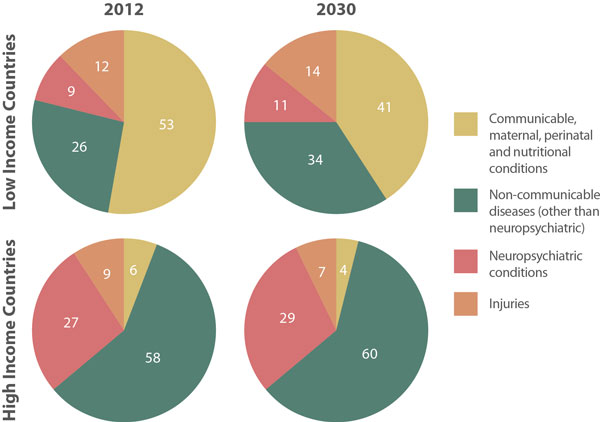 2012
2030
Low Income Countries
12
9
53
26
14
11
41
34
Communicable,
maternal, perinatal
and nutritional
conditions
Non-communicable
diseases (other than
neuropsychiatric)
Neuropsychiatric
conditions
Injuries
High Income Countries
9
6
27
58
7
4
29
60